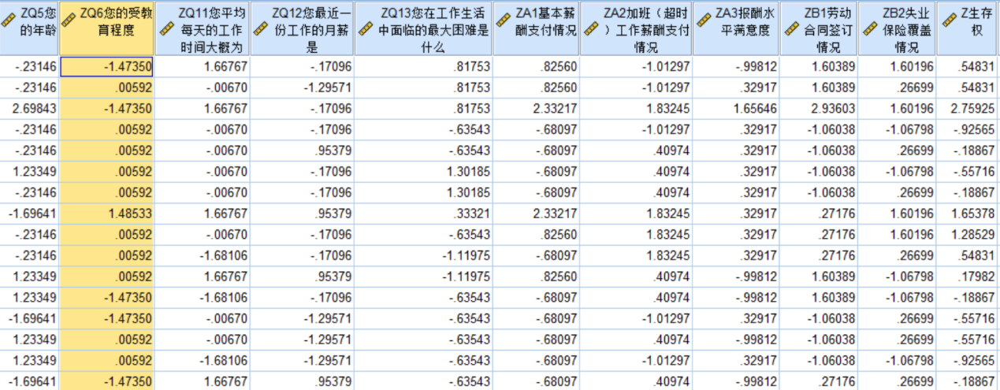 ZQ5您的年龄 ZQ6您的受教育程度 ZQ11您平均每天的工作时间大概为 ZQ12您最近一份工作的月薪是 ZQ13您在工作生活中面临的最大困难是什么 ZA1基本薪酬支付情况 ZA2加班（超时）工作薪酬支付情况 ZA3报酬水平满意度 ZB1劳动合同签订情况 ZB2失业保险覆盖情况 Z生存权
-.23146 -1.47350 1.66767 -.17096 .81753 .82560 -1.01297 -.99812 1.60389 1.60196 .54831
-.23146 .00592 -.00670 -1.29571 .81753 .82560 -1.01297 .32917 1.60389 .26699 .54831
2.69843 -1.47350 1.66767 -.17096 .81753 2.33217 1.83245 1.65646 2.93603 1.60196 2.75925
-.23146 .00592 -.00670 -.17096 -.63543 -.68097 -1.01297 .32917 -1.06038 -1.06798 -.92565
-.23146 .00592 -.00670 .95379 -.63543 -.68097 .40974 .32917 -1.06038 .26699 -.18867
1.23349 .00592 -.00670 -.17096 1.30185 -.68097 .40974 .32917 -1.06038 -1.06798 -.55716
-.23146 .00592 -.00670 -.17096 1.30185 -.68097 .40974 .32917 -1.06038 .26699 -.18867
-1.69641 1.48533 1.66767 .95379 .33321 2.33217 1.83245 .32917 .27176 1.60196 1.65378
-.23146 .00592 -.00670 -.17096 -.63543 .82560 1.83245 .32917 .27176 1.60196 1.28529
-.23146 .00592 -1.68106 -.17096 -1.11975 -.68097 1.83245 .32917 .27176 .26699 .54831
1.23349 .00592 1.66767 .95379 -1.11975 .82560 .40974 -.99812 1.60389 -1.06798 .17982
1.23349 -1.47350 -1.68106 -.17096 -.63543 -.68097 .40974 -.99812 1.60389 -1.06798 -.18867
-1.69641 -1.47350 -.00670 -1.29571 -.63543 -.68097 -1.01297 .32917 -1.06038 .26699 -.55716
1.23349 .00592 -.00670 -1.29571 -.63543 -.68097 .40974 -.99812 -1.06038 .26699 -.55716
1.23349 .00592 -1.68106 -1.29571 -.63543 -.68097 -1.01297 .32917 -1.06038 -1.06798 -.92565
-1.69641 -1.47350 1.66767 .95379 -.63543 -.68097 .40974 -.99812 .27176 .26699 -.18867